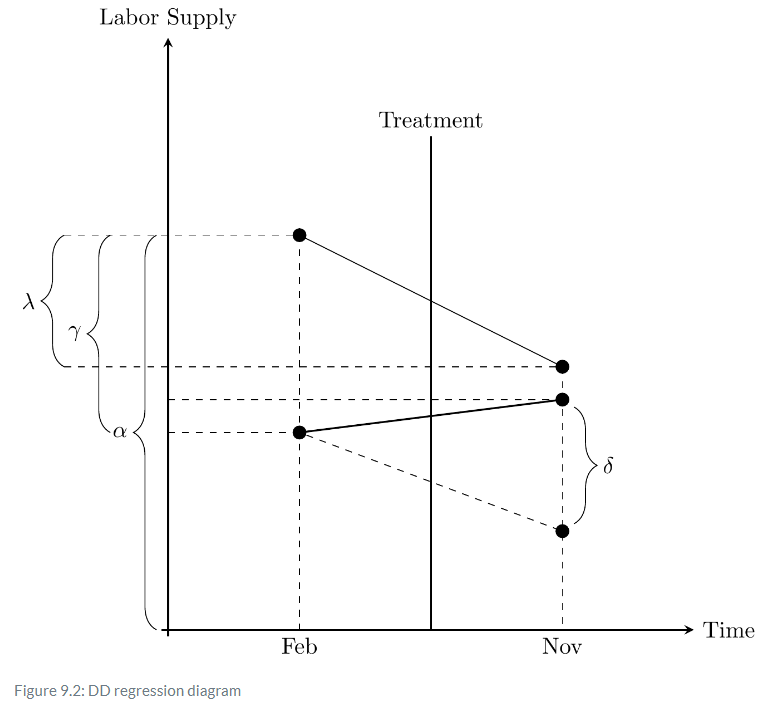 Labor Supply
Treatment
λ
γ
α
δ
Time
Feb
Nov
Figure 9.2: DD regression diagram